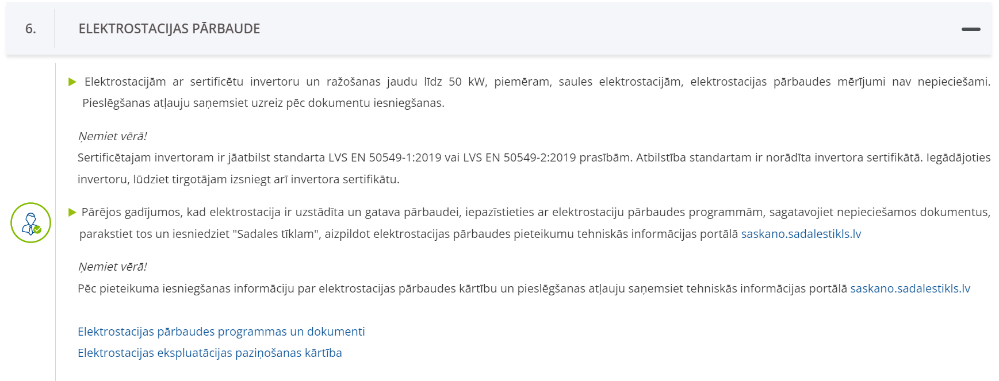 6. ELEKTROSTACIJAS PĀRBAUDE
Elektrostacijām ar sertificētu invertoru un ražošanas jaudu līdz 50 kW, piemēram, saules elektrostacijām, elektrostacijas pārbaudes mērījumi nav nepieciešami.
Pieslēgšanas atļauju saņemsiet uzreiz pēc dokumentu iesniegšanas.
Ņemiet vērā!
Sertificētajam invertoram ir jāatbilst standarta LVS EN 50549-1:2019 vai LVS EN 50549-2:2019 prasībām. Atbilstība standartam ir norādīta invertora sertifikātā. Iegādājoties
invertoru, lūdziet tirgotājam izsniegt arī invertora sertifikātu.
Pārējos gadījumos, kad elektrostacija ir uzstādīta un gatava pārbaudei, iepazīstieties ar elektrostaciju pārbaudes programmām, sagatavojiet nepieciešamos dokumentus,
parakstiet tos un iesniedziet "Sadales tīklam", aizpildot elektrostacijas pārbaudes pieteikumu tehniskās informācijas portālā saskano.sadalestikls.lv
Ņemiet vērā!
Pēc pieteikuma iesniegšanas informāciju par elektrostacijas pārbaudes kārtību un pieslēgšanas atļauju saņemsiet tehniskās informācijas portālā saskano.sadalestikls.lv
Elektrostacijas pārbaudes programmas un dokumenti
Elektrostacijas ekspluatācijas paziņošanas kārtība